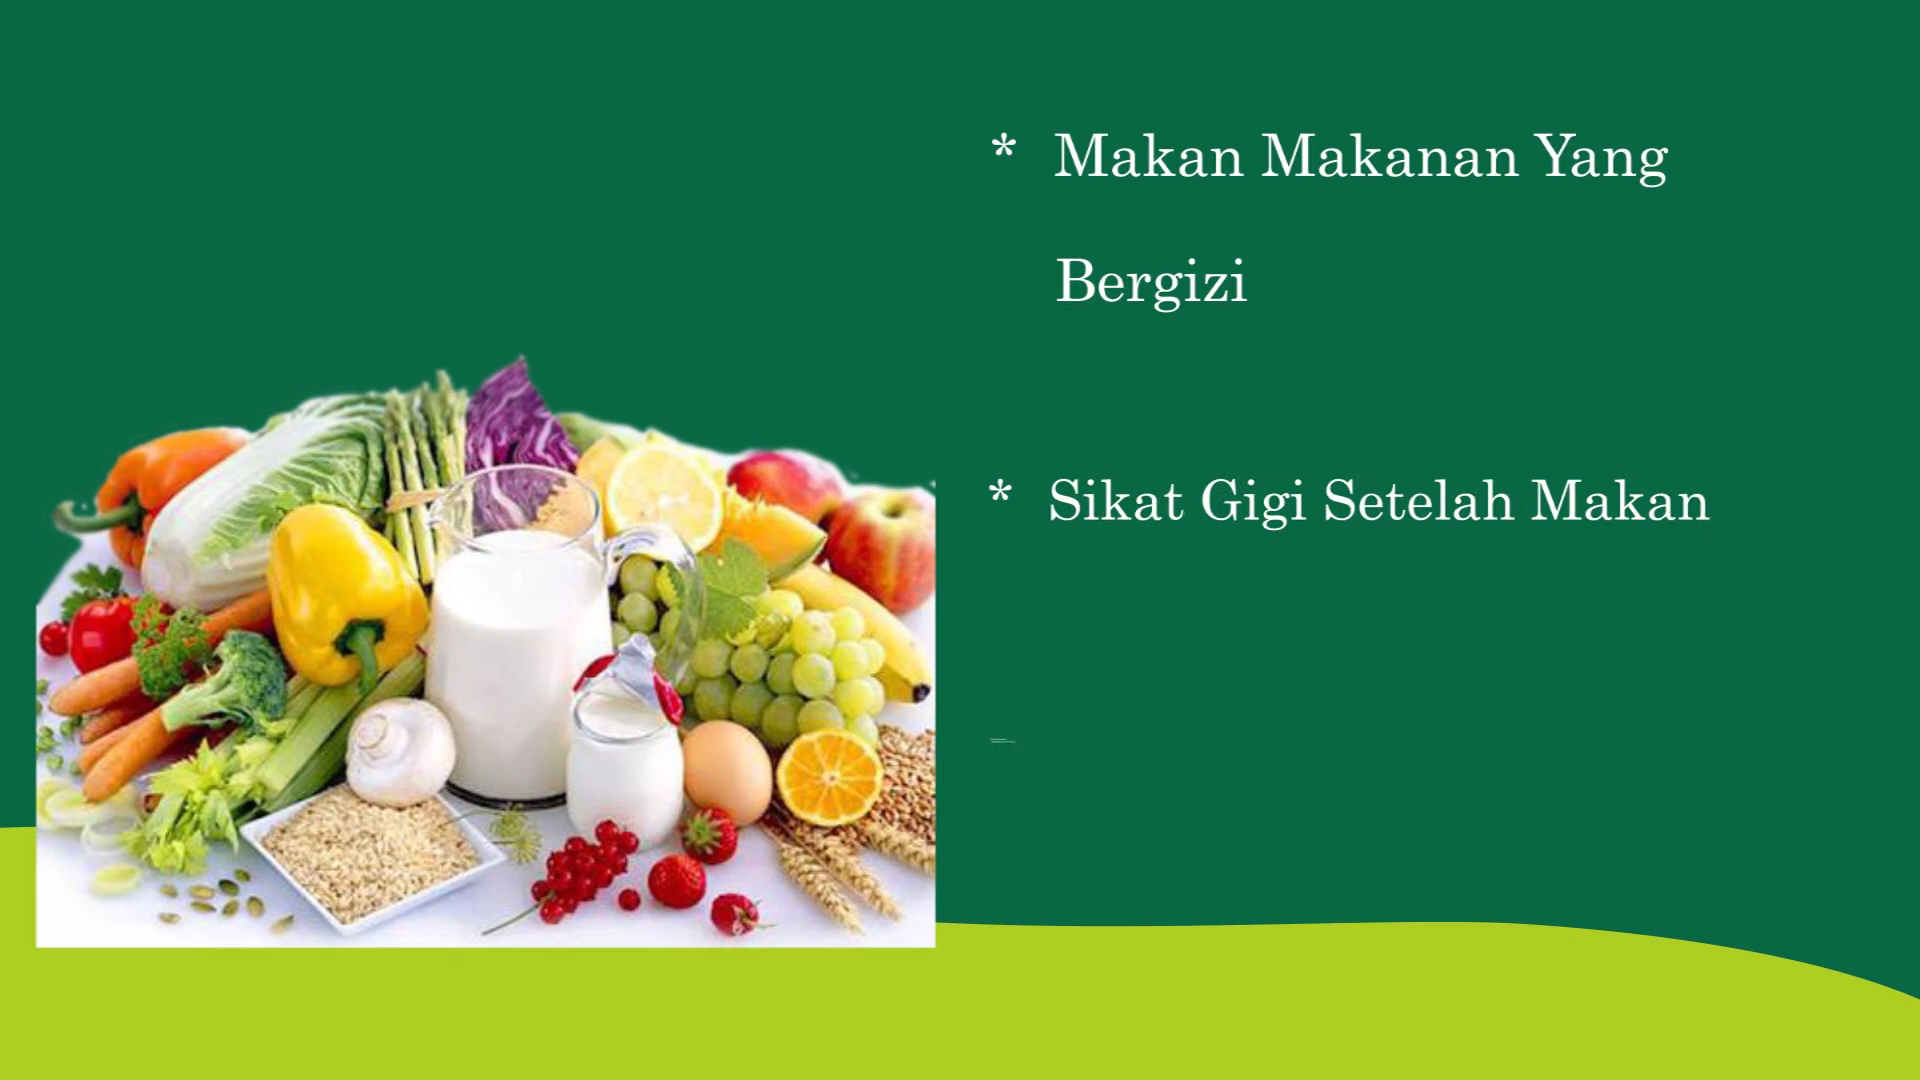 * Makan Makanan Yang
Bergizi
* Sikat Gigi Setelah Makan